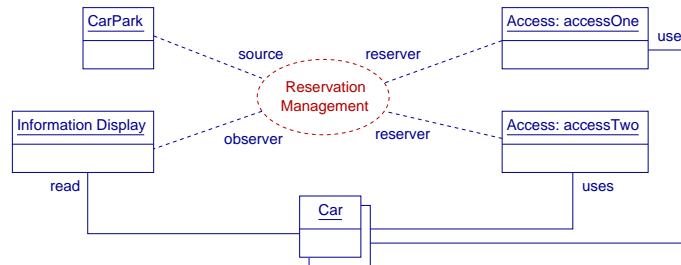 CarPark
Access: accessOne
use
source
reserver
Reservation
Management
Information Display
observer
reserver
Access: accessTwo
read
uses
Car